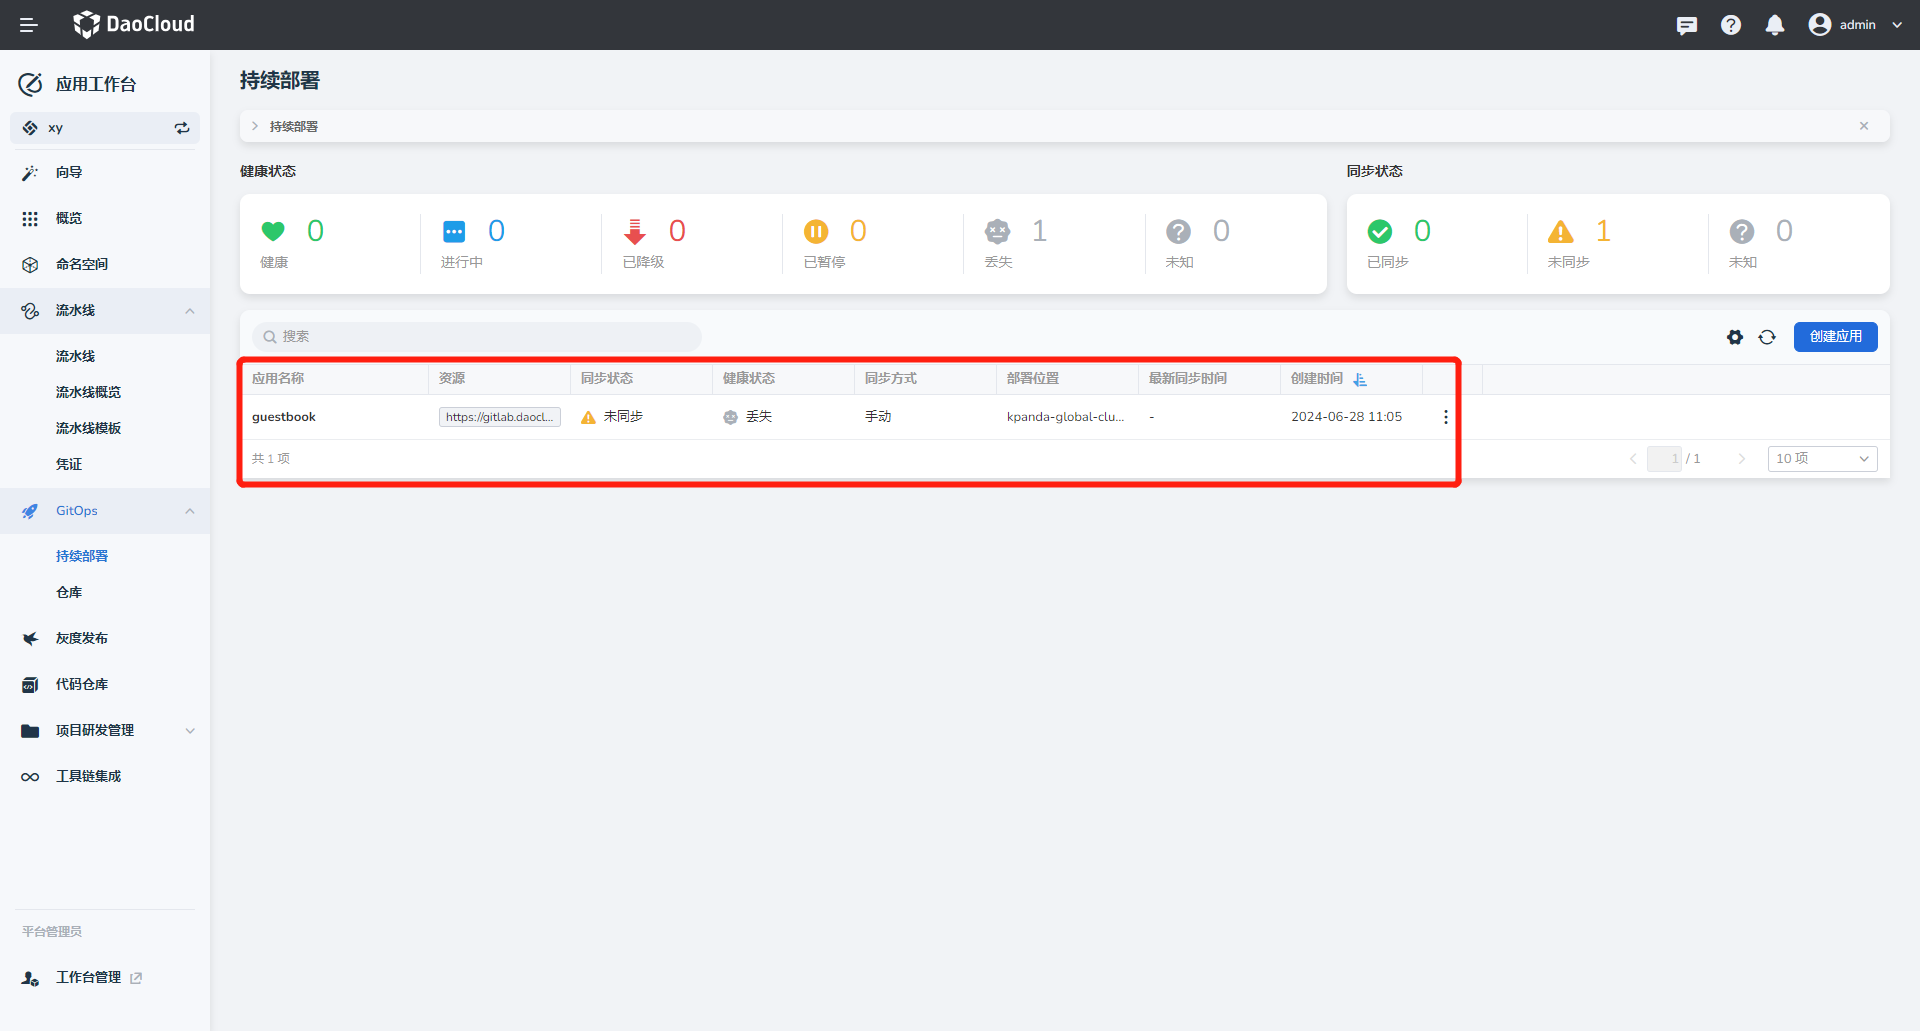 DaoCloud
admin
应用工作台
xy
向导
概览
命名空间
流水线
流水线
流水线概览
流水线模板
凭证
GitOps
持续部署
仓库
灰度发布
代码仓库
项目研发管理
工具链集成
平台管理员
工作台管理
持续部署
持续部署
健康状态
0 健康
0 进行中
0 已降级
0 已暂停
1 丢失
0 未知
同步状态
0 已同步
1 未同步
0 未知
搜索
创建应用
应用名称 资源 同步状态 健康状态 同步方式 部署位置 最新同步时间 创建时间
guestbook https://gitlab.daocl... 未同步 丢失 手动 kpanda-global-clu... - 2024-06-28 11:05
共 1 项
1 / 1
10 项